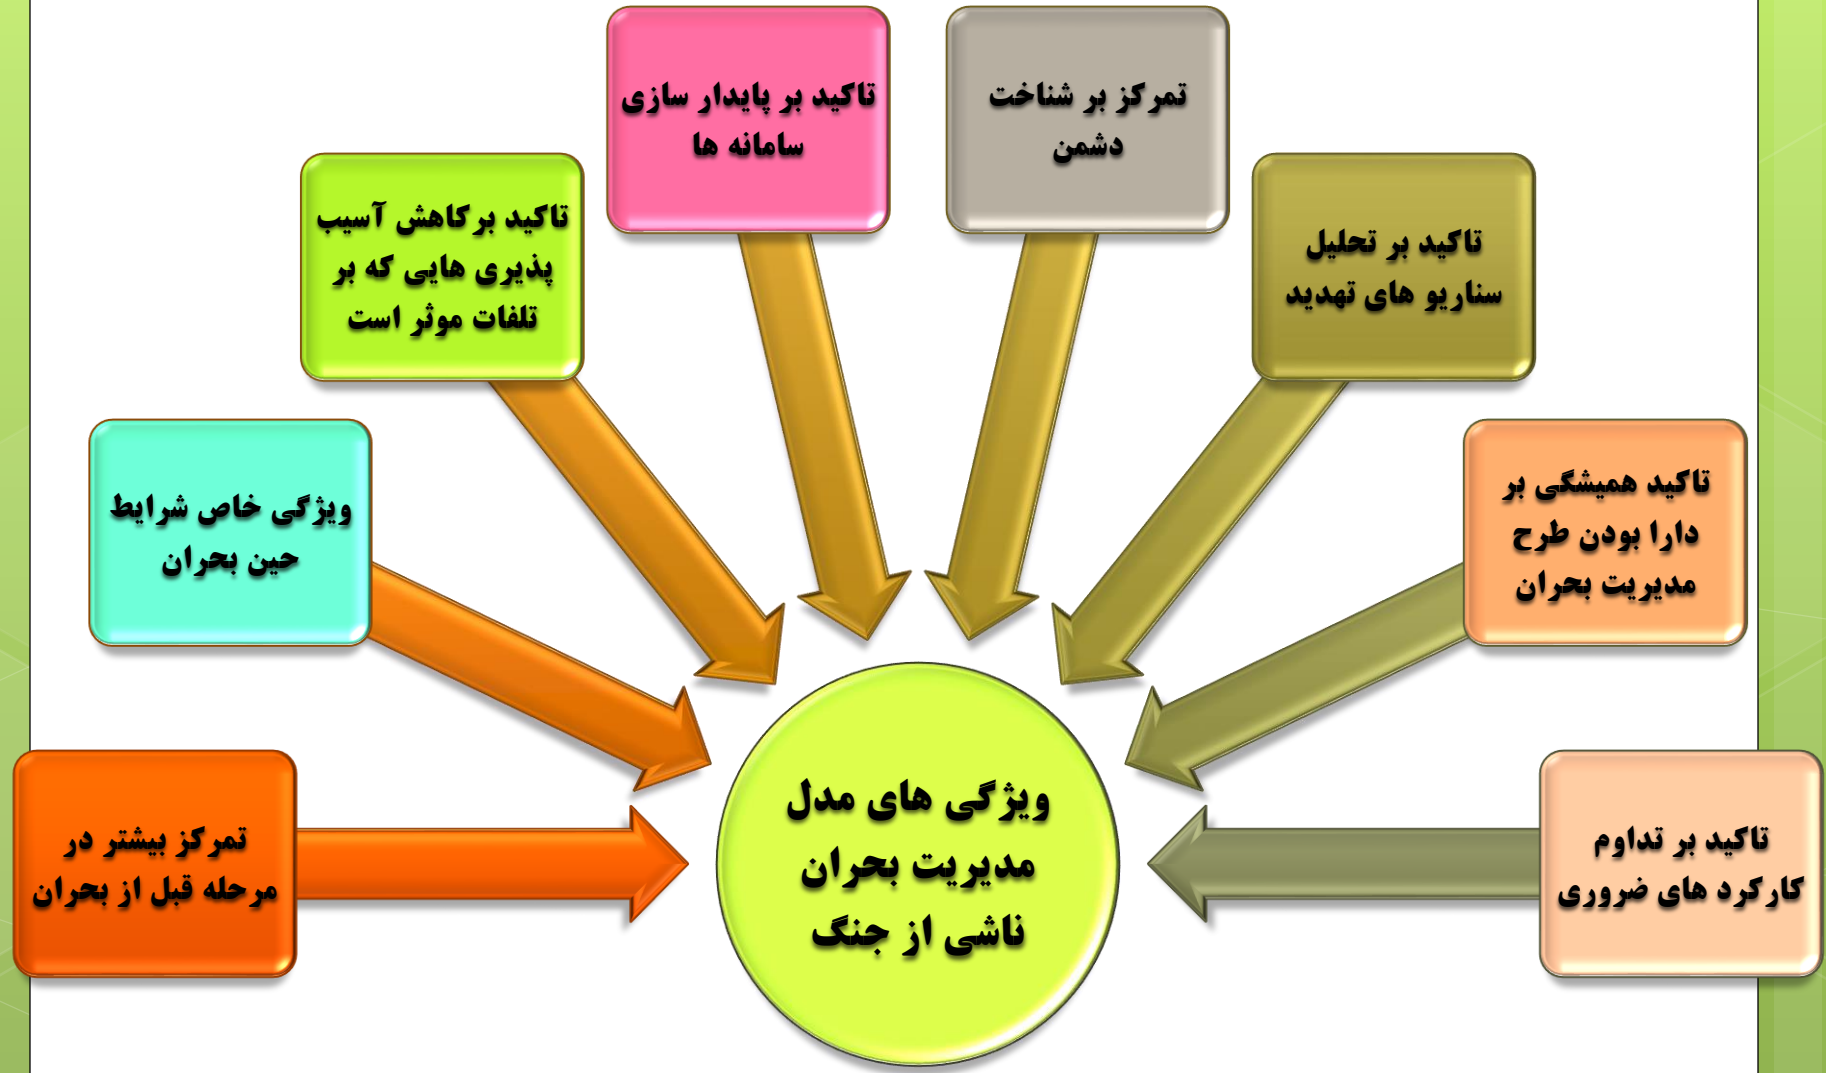 تاکید بر پایدار سازی
سامانه ها
تمرکز بر شناخت
دشمن
تاکید برکاهش آسیب
پذیری هایی که بر
تلفات موثر است
تاکید بر تحلیل
سناریو های تهدید
ویژگی خاص شرایط
حین بحران
تاکید همیشگی بر
دارا بودن طرح
مدیریت بحران
تمرکز بیشتر در
مرحله قبل از بحران
ویژگی های مدل
مدیریت بحران
ناشی از جنگ
تاکید بر تداوم
کارکرد های ضروری